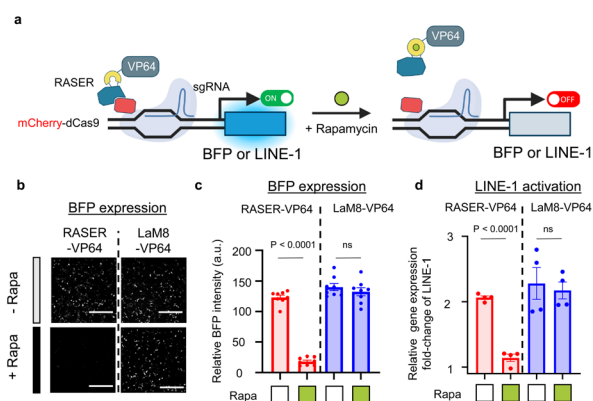 a
VP64
RASER
sgRNA
ON
mCherry-dCas9
BFP or LINE-1
+ Rapamycin
VP64
OFF
BFP or LINE-1
b
BFP expression
RASER
-VP64
LaM8
-VP64
- Rapa
+ Rapa
c
BFP expression
RASER-VP64
LaM8-VP64
P < 0.0001
ns
Relative BFP intensity (a.u.)
200
150
100
50
0
Rapa
d
LINE-1 activation
RASER-VP64
LaM8-VP64
P < 0.0001
ns
Relative gene expression
fold-change of LINE-1
3
2
1
Rapa